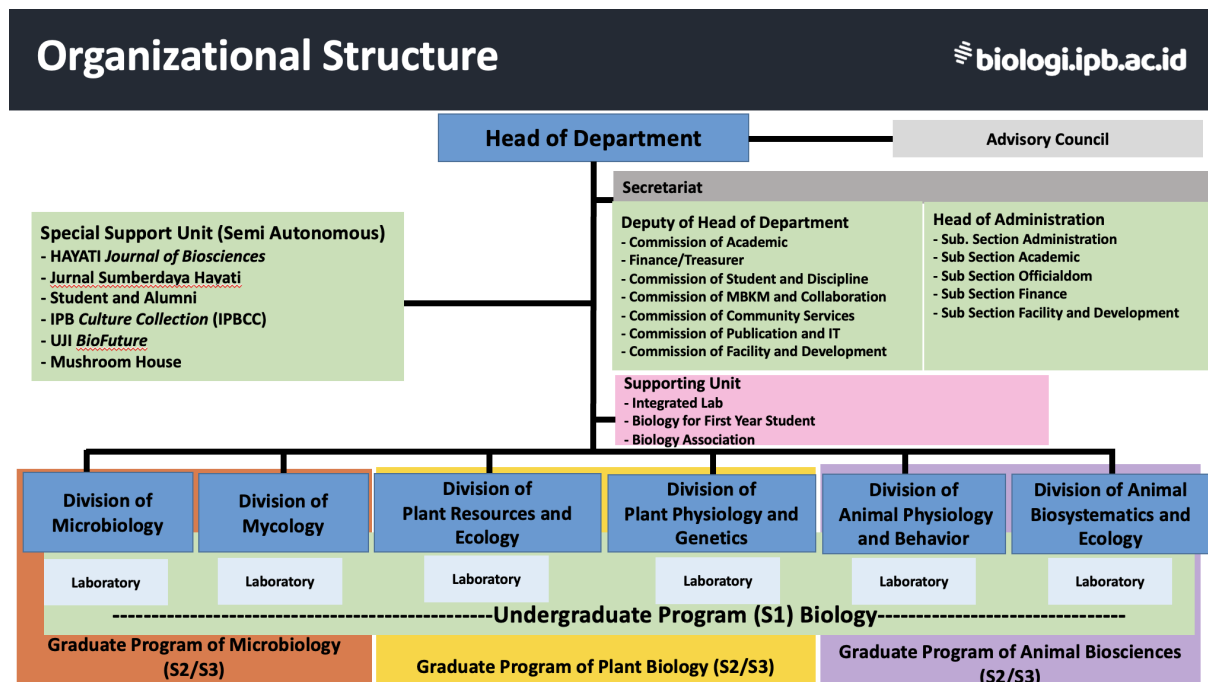 Organizational Structure
biologi.ipb.ac.id
Head of Department
Advisory Council
Secretariat
Deputy of Head of Department
- Commission of Academic
- Finance/Treasurer
- Commission of Student and Discipline
- Commission of MBKM and Collaboration
- Commission of Community Services
- Commission of Publication and IT
- Commission of Facility and Development
Head of Administration
- Sub. Section Administration
- Sub Section Academic
- Sub Section Officialdom
- Sub Section Finance
- Sub Section Facility and Development
Special Support Unit (Semi Autonomous)
- HAYATI Journal of Biosciences
- Jurnal Sumberdaya Hayati
- Student and Alumni
- IPB Culture Collection (IPBCC)
- UJI BioFuture
- Mushroom House
Supporting Unit
- Integrated Lab
- Biology for First Year Student
- Biology Association
Division of
Microbiology
Division of
Mycology
Division of
Plant Resources and
Ecology
Division of
Plant Physiology and
Genetics
Division of
Animal Physiology
and Behavior
Division of Animal
Biosystematics and
Ecology
Laboratory
Laboratory
Laboratory
Laboratory
Laboratory
Laboratory
Undergraduate Program (S1) Biology
Graduate Program of Microbiology
(S2/S3)
Graduate Program of Plant Biology (S2/S3)
Graduate Program of Animal Biosciences
(S2/S3)